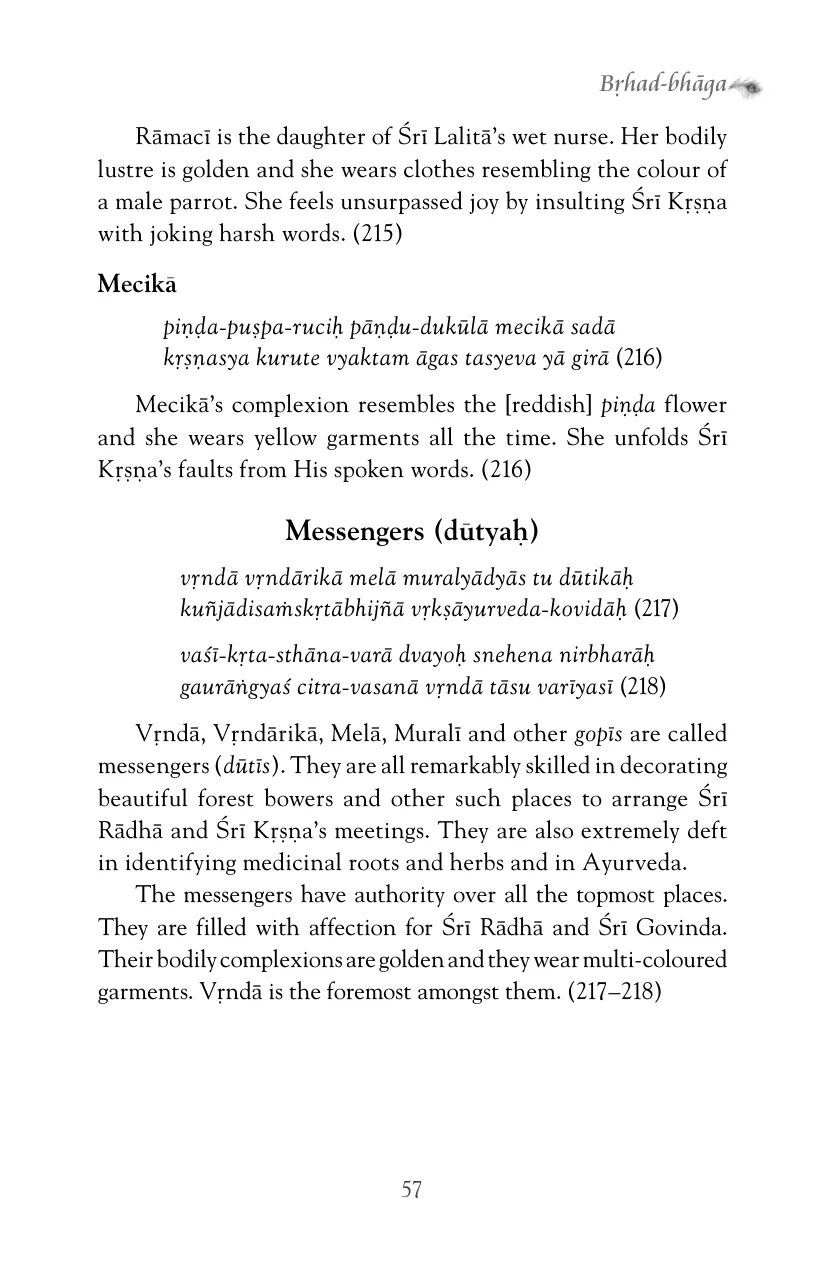 Bṛhad-bhāga
Rāmacī is the daughter of Śrī Lalitā’s wet nurse. Her bodily
lustre is golden and she wears clothes resembling the colour of
a male parrot. She feels unsurpassed joy by insulting Śrī Kṛṣṇa
with joking harsh words. (215)
Mecikā
piṇḍa-puṣpa-ruciḥ pāṇḍu-dukūlā mecikā sadā
kṛṣṇasya kurute vyaktam āgas tasyeva yā girā (216)
Mecikā’s complexion resembles the [reddish] piṇḍa flower
and she wears yellow garments all the time. She unfolds Śrī
Kṛṣṇa’s faults from His spoken words. (216)
Messengers (dūtyaḥ)
vṛndā vṛndārikā melā muralyādyās tu dūtikāḥ
kuñjādisaṁskṛtābhijñā vṛkṣāyurveda-kovidāḥ (217)
vaśī-kṛta-sthāna-varā dvayoḥ snehena nirbharāḥ
gaurāṅgyaś citra-vasanā vṛndā tāsu varīyasī (218)
Vṛndā, Vṛndārikā, Melā, Muralī and other gopīs are called
messengers (dūtīs). They are all remarkably skilled in decorating
beautiful forest bowers and other such places to arrange Śrī
Rādhā and Śrī Kṛṣṇa’s meetings. They are also extremely deft
in identifying medicinal roots and herbs and in Ayurveda.
The messengers have authority over all the topmost places.
They are filled with affection for Śrī Rādhā and Śrī Govinda.
Their bodily complexions are golden and they wear multi-coloured
garments. Vṛndā is the foremost amongst them. (217–218)
57